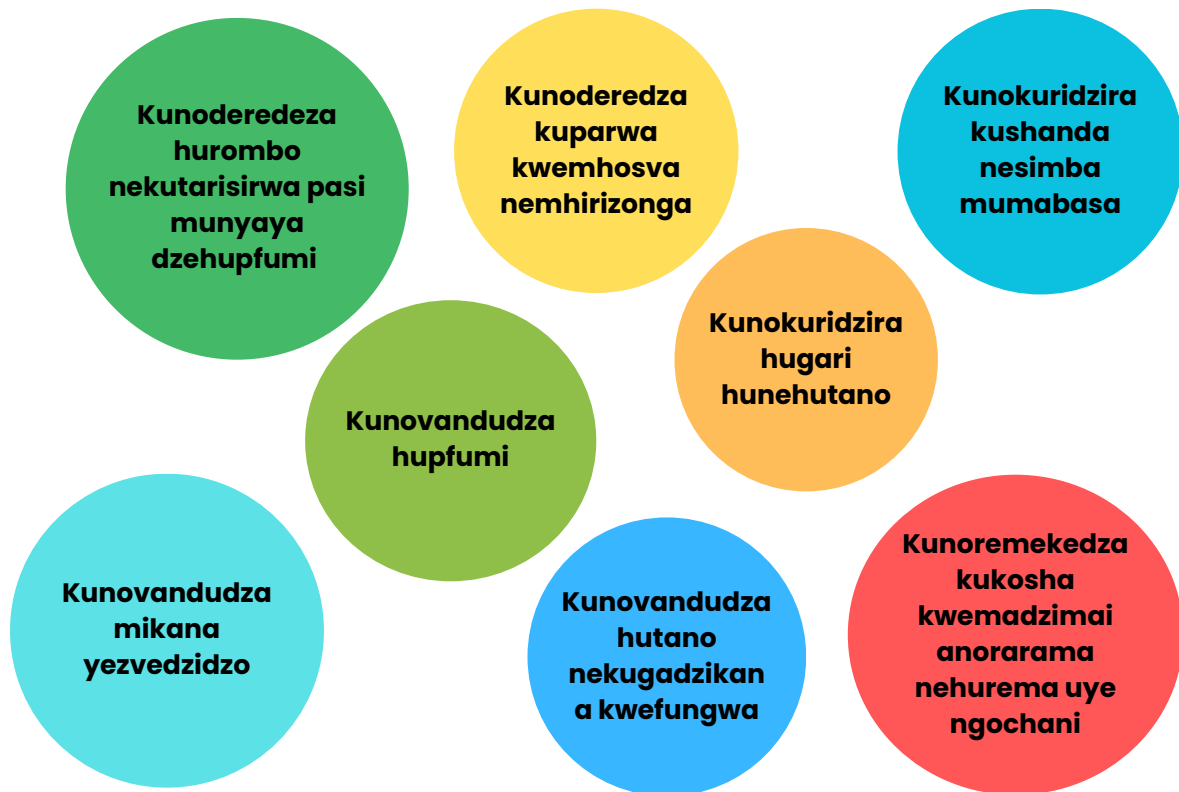 Kunoderedeza
hurombo
nekutarisirwa pasi
munyaya
dzehupfumi
Kunoderedza
kuparwa
kwemhosva
nemhirizonga
Kunokuridzira
kushanda
nesimba
mumabasa
Kunokuridzira
hugari
hunehutano
Kunovandudza
hupfumi
Kunovandudza
mikana
yezvedzidzo
Kunovandudza
hutano
nekugadzikan
a kwefungwa
Kunoremekedza
kukosha
kwemadzimai
anorarama
nehurema uye
ngochani